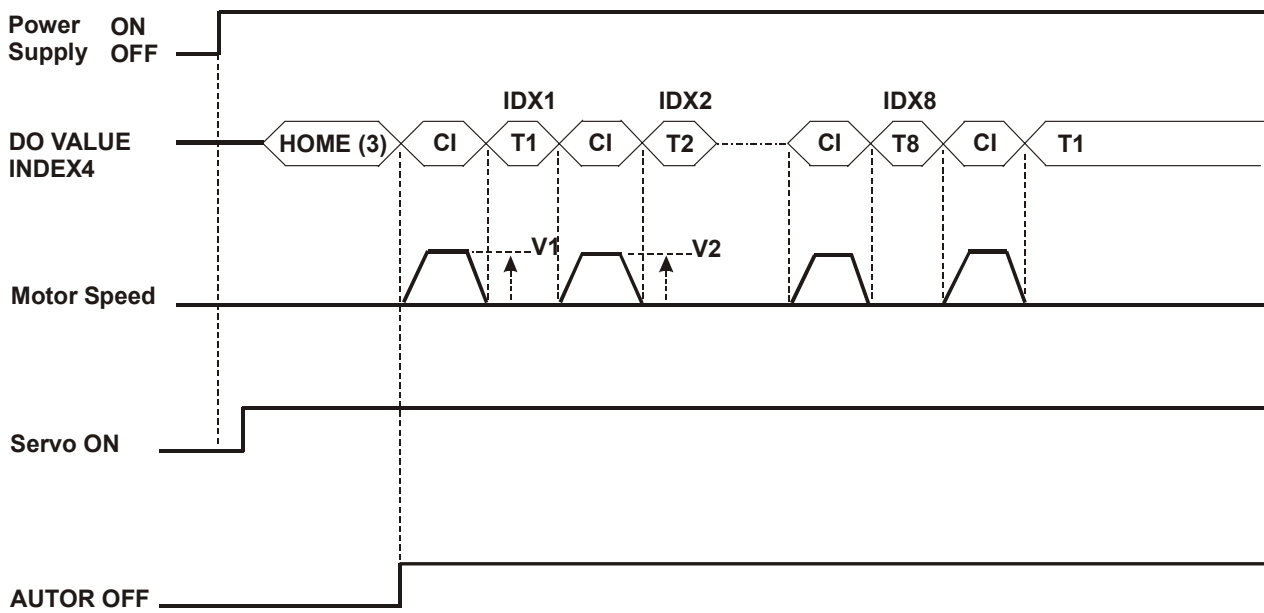 Power ON
Supply OFF
IDX1 IDX2 IDX8
DO VALUE HOME (3) CI T1 CI T2 CI T8 CI T1
INDEX4
V1 V2
Motor Speed
Servo ON
AUTOR OFF